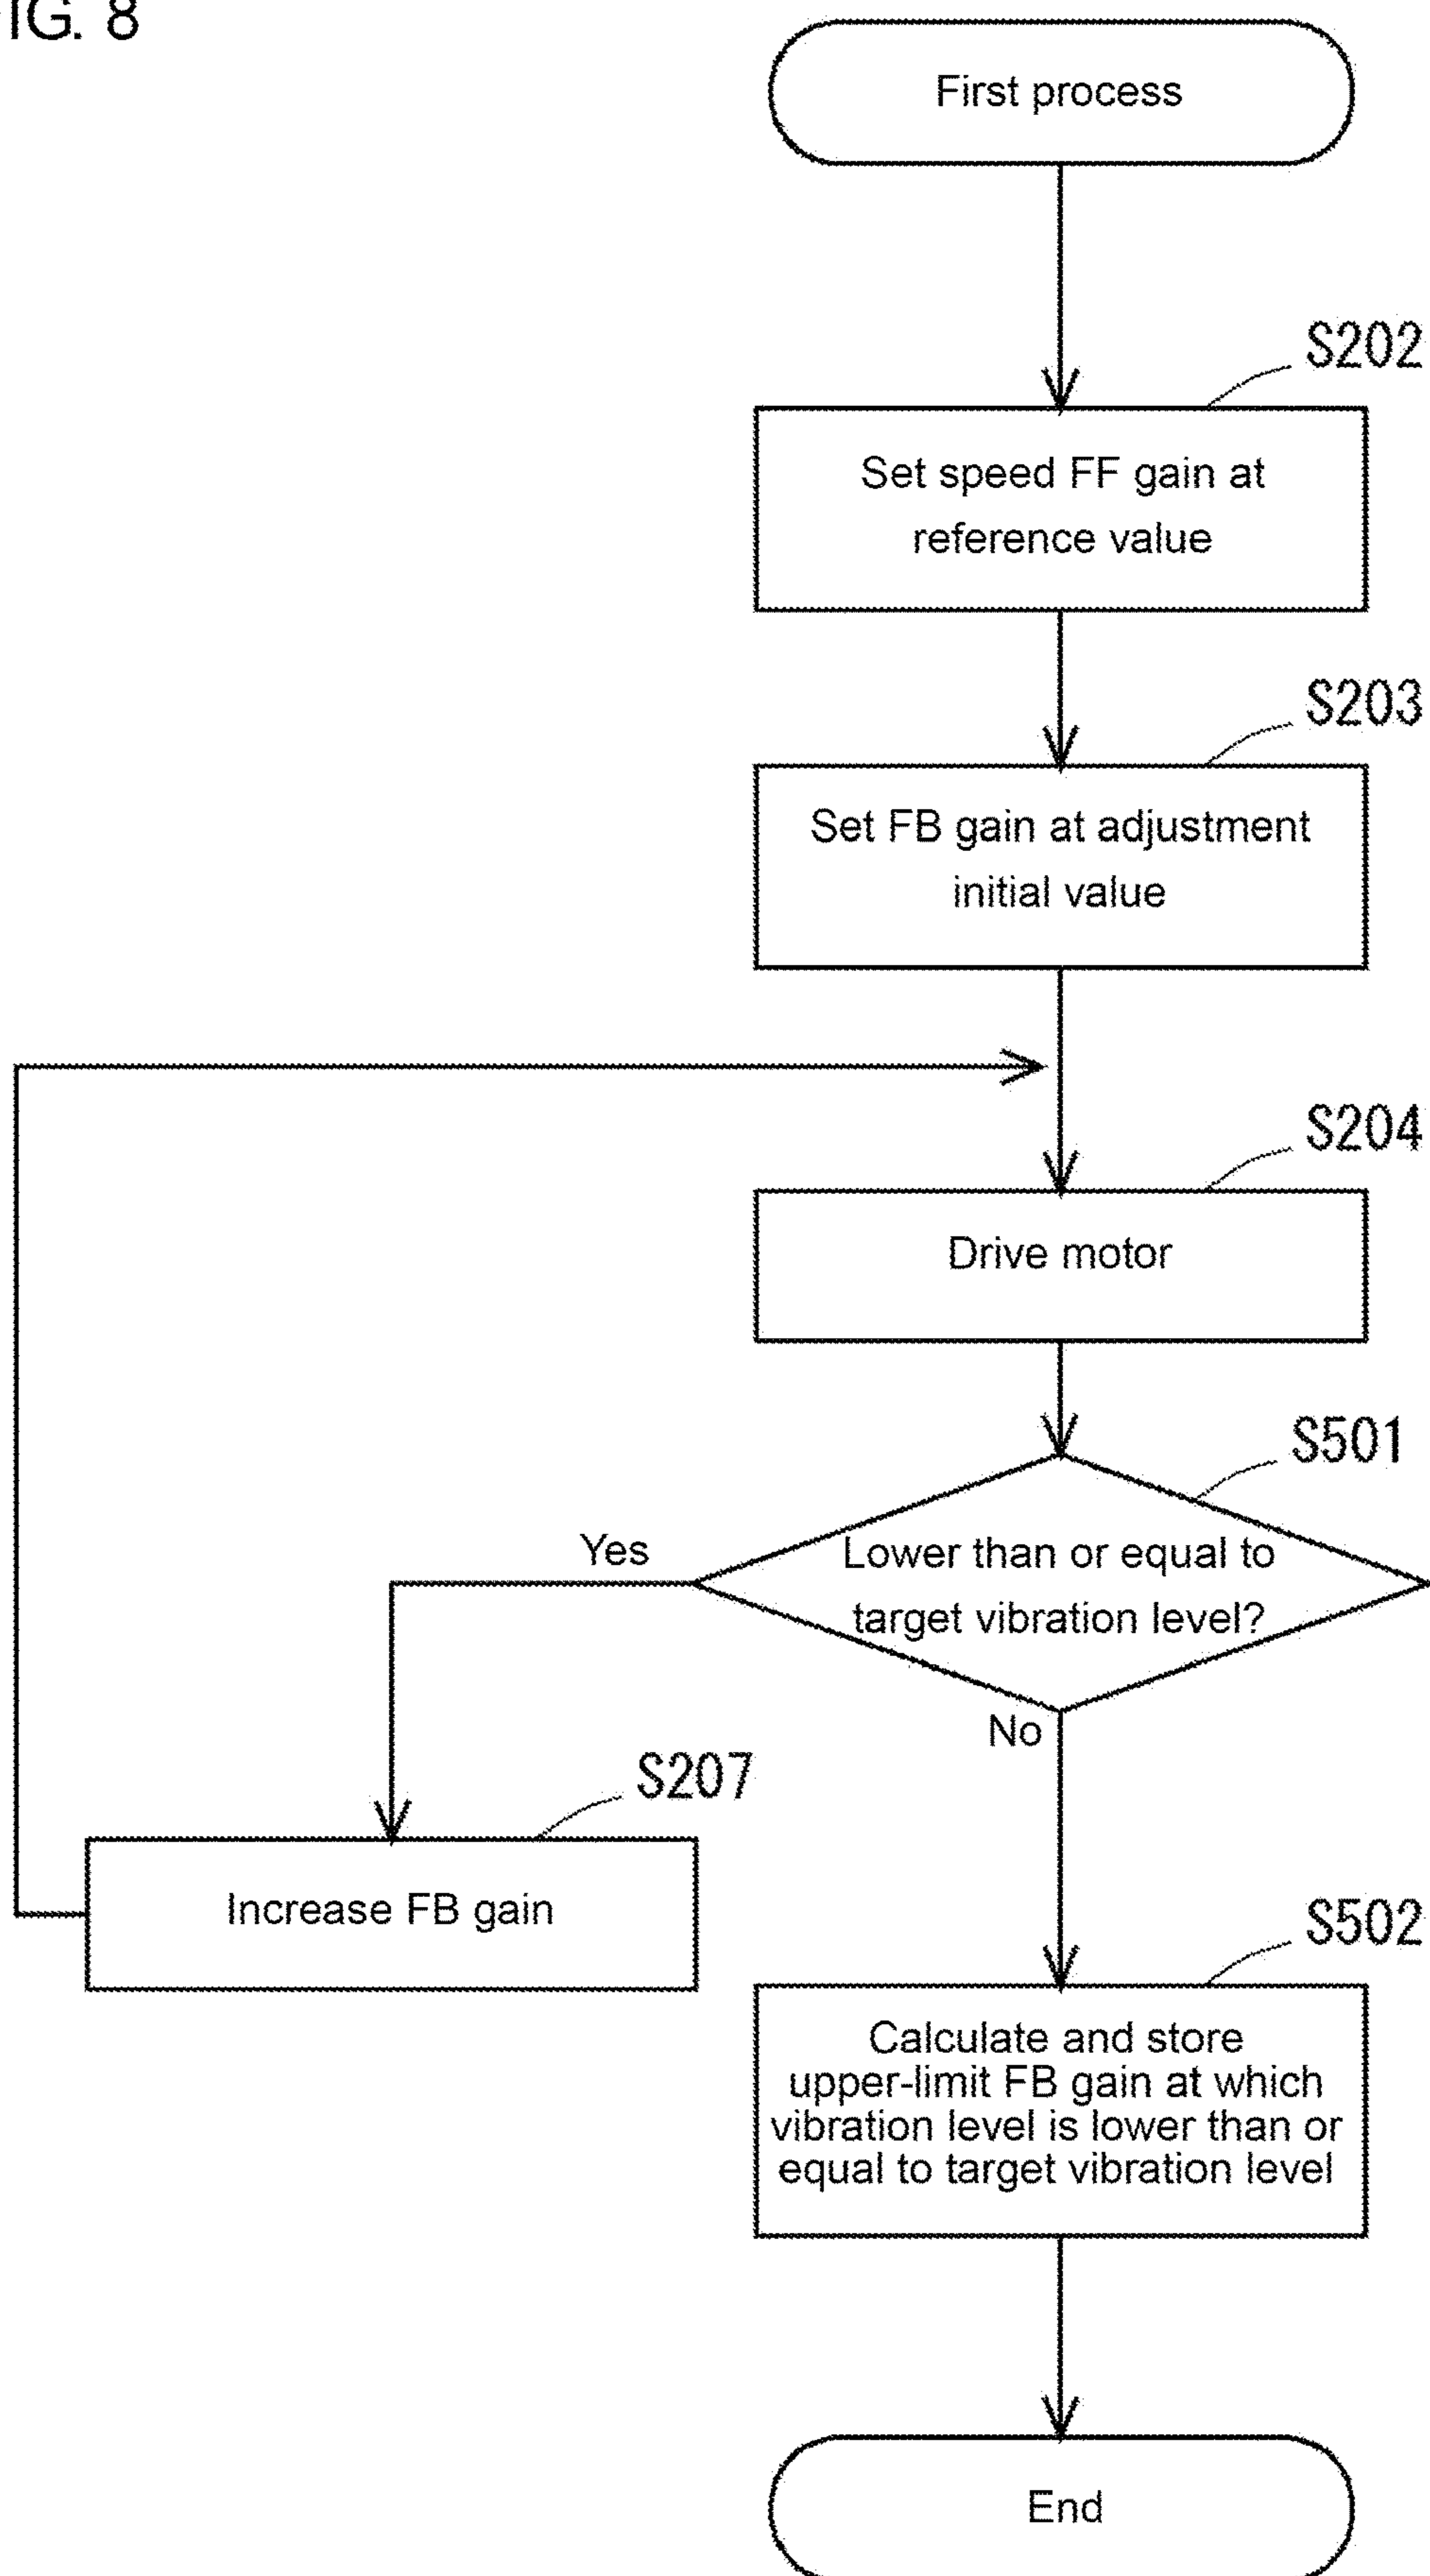 IG. 8
First process
S202
Set speed FF gain at
reference value
S203
Set FB gain at adjustment
initial value
S204
Drive motor
S501
Lower than or equal to
target vibration level?
Yes
No
S207
Increase FB gain
S502
Calculate and store
upper-limit FB gain at which
vibration level is lower than or
equal to target vibration level
End